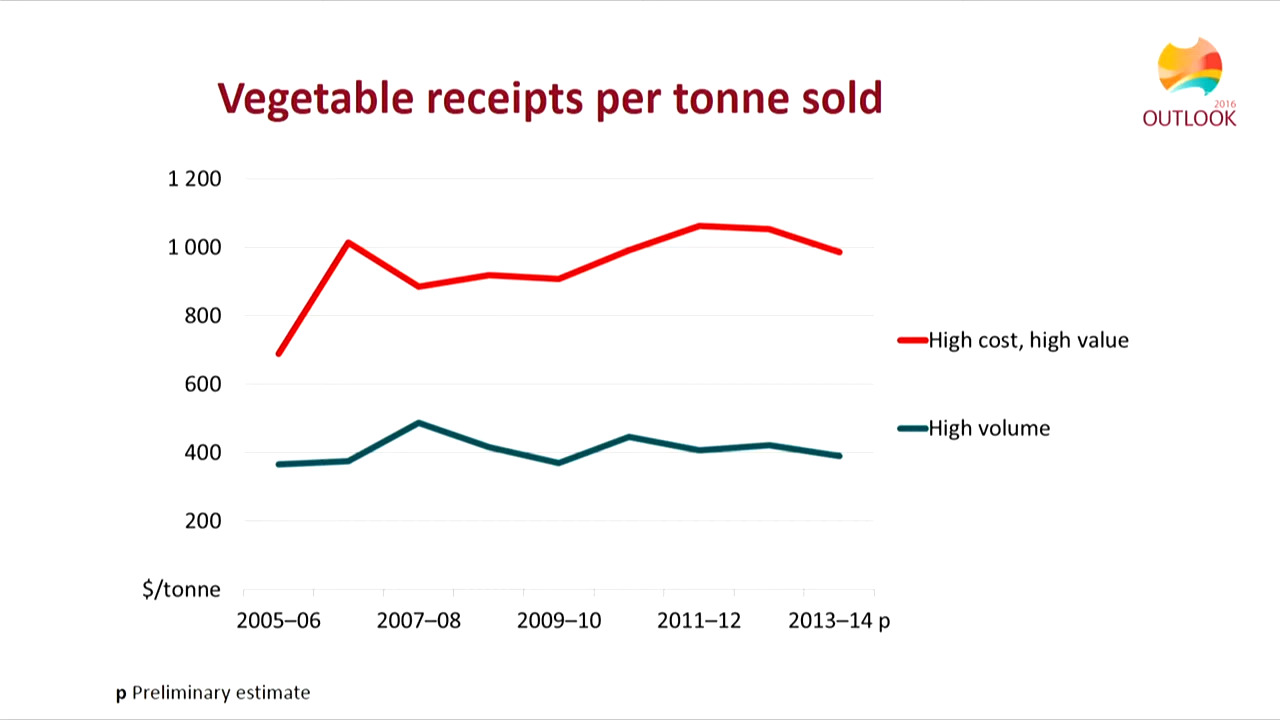 Vegetable receipts per tonne sold
2016
OUTLOOK
1 200
1 000
800
600
400
200
$/tonne
2005–06 2007–08 2009–10 2011–12 2013–14 p
High cost, high value
High volume
p Preliminary estimate